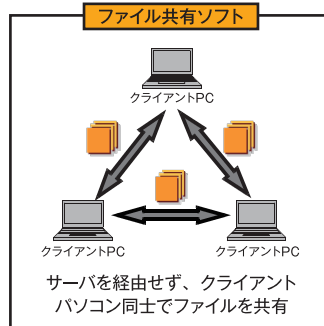 ファイル共有ソフト
クライアントPC
クライアントPC
クライアントPC
サーバを経由せず、クライアント
パソコン同士でファイルを共有